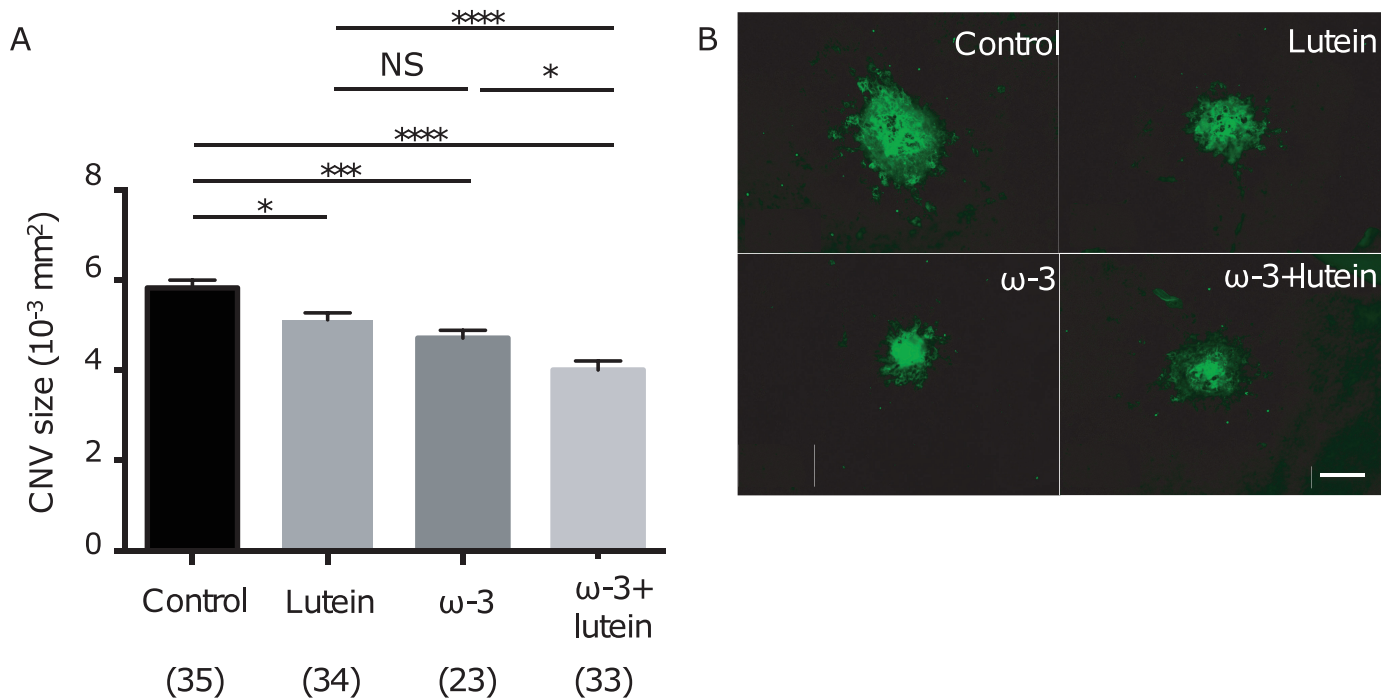 A
****
NS
*
****
***
*
8
6
4
2
0
CNV size (10⁻³ mm²)
Control
Lutein
ω-3
ω-3+
lutein
(35)
(34)
(23)
(33)
B
Control
Lutein
ω-3
ω-3+lutein